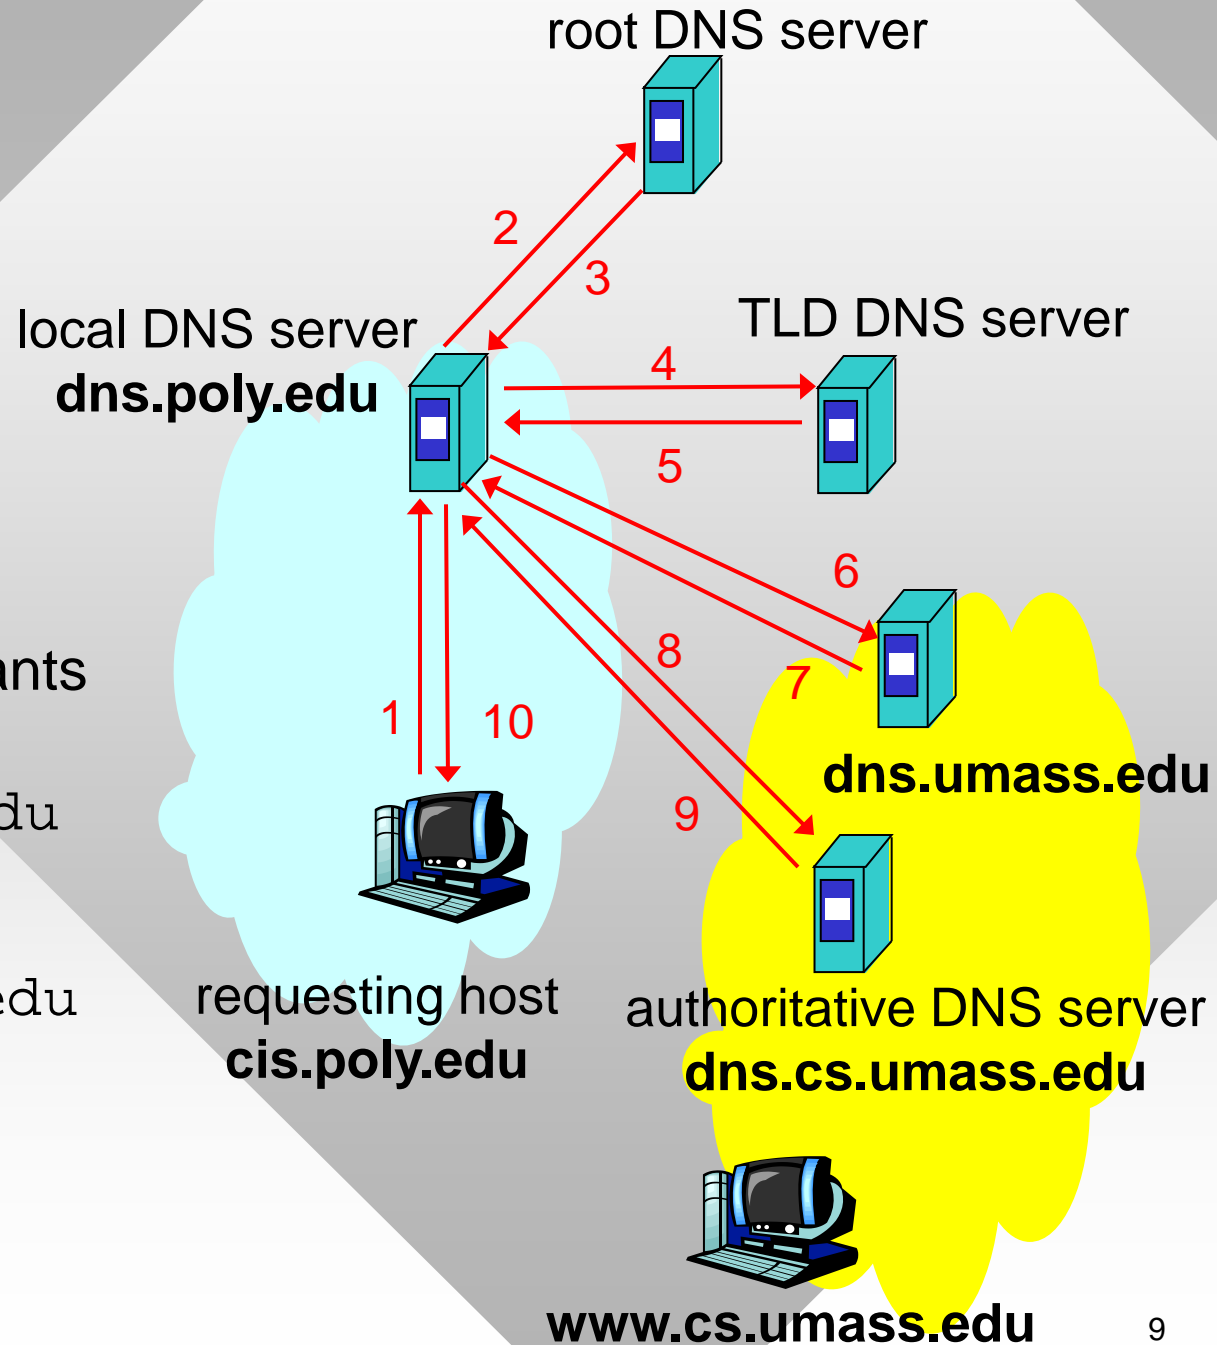 root DNS server
2
3
local DNS server
dns.poly.edu
TLD DNS server
4
5
6
7
8
9
1
10
dns.umass.edu
requesting host
cis.poly.edu
authoritative DNS server
dns.cs.umass.edu
www.cs.umass.edu
9